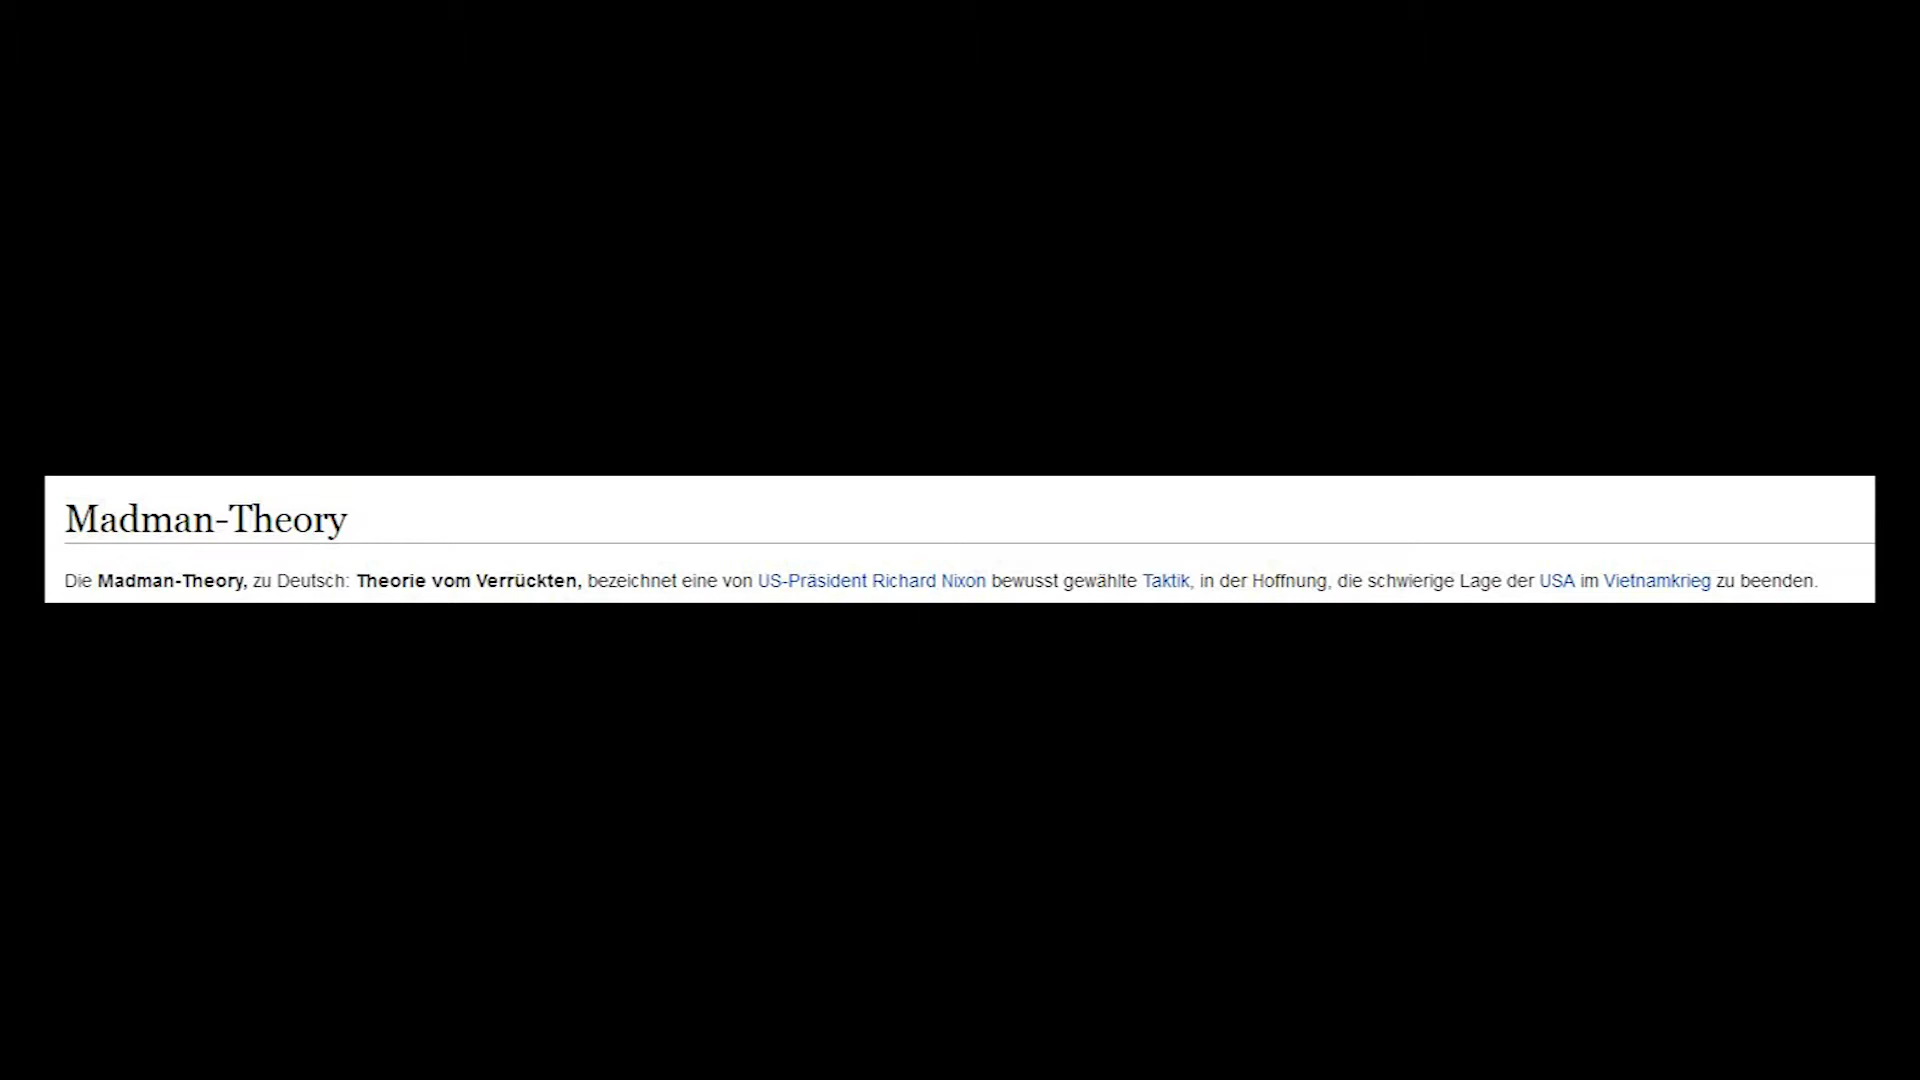 Madman-Theory
Die Madman-Theory, zu Deutsch: Theorie vom Verrückten, bezeichnet eine von US-Präsident Richard Nixon bewusst gewählte Taktik, in der Hoffnung, die schwierige Lage der USA im Vietnamkrieg zu beenden.